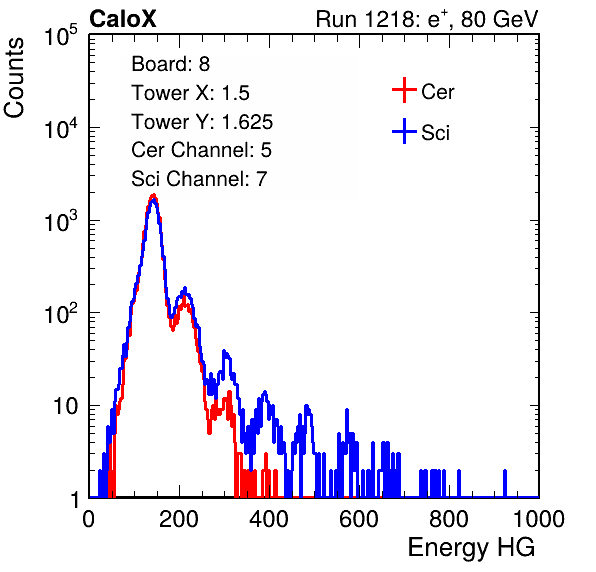 CaloX Run 1218: e⁺, 80 GeV
Counts
10⁵
10⁴
10³
10²
10
1
Board: 8
Tower X: 1.5
Tower Y: 1.625
Cer Channel: 5
Sci Channel: 7
Cer
Sci
0 200 400 600 800 1000
Energy HG